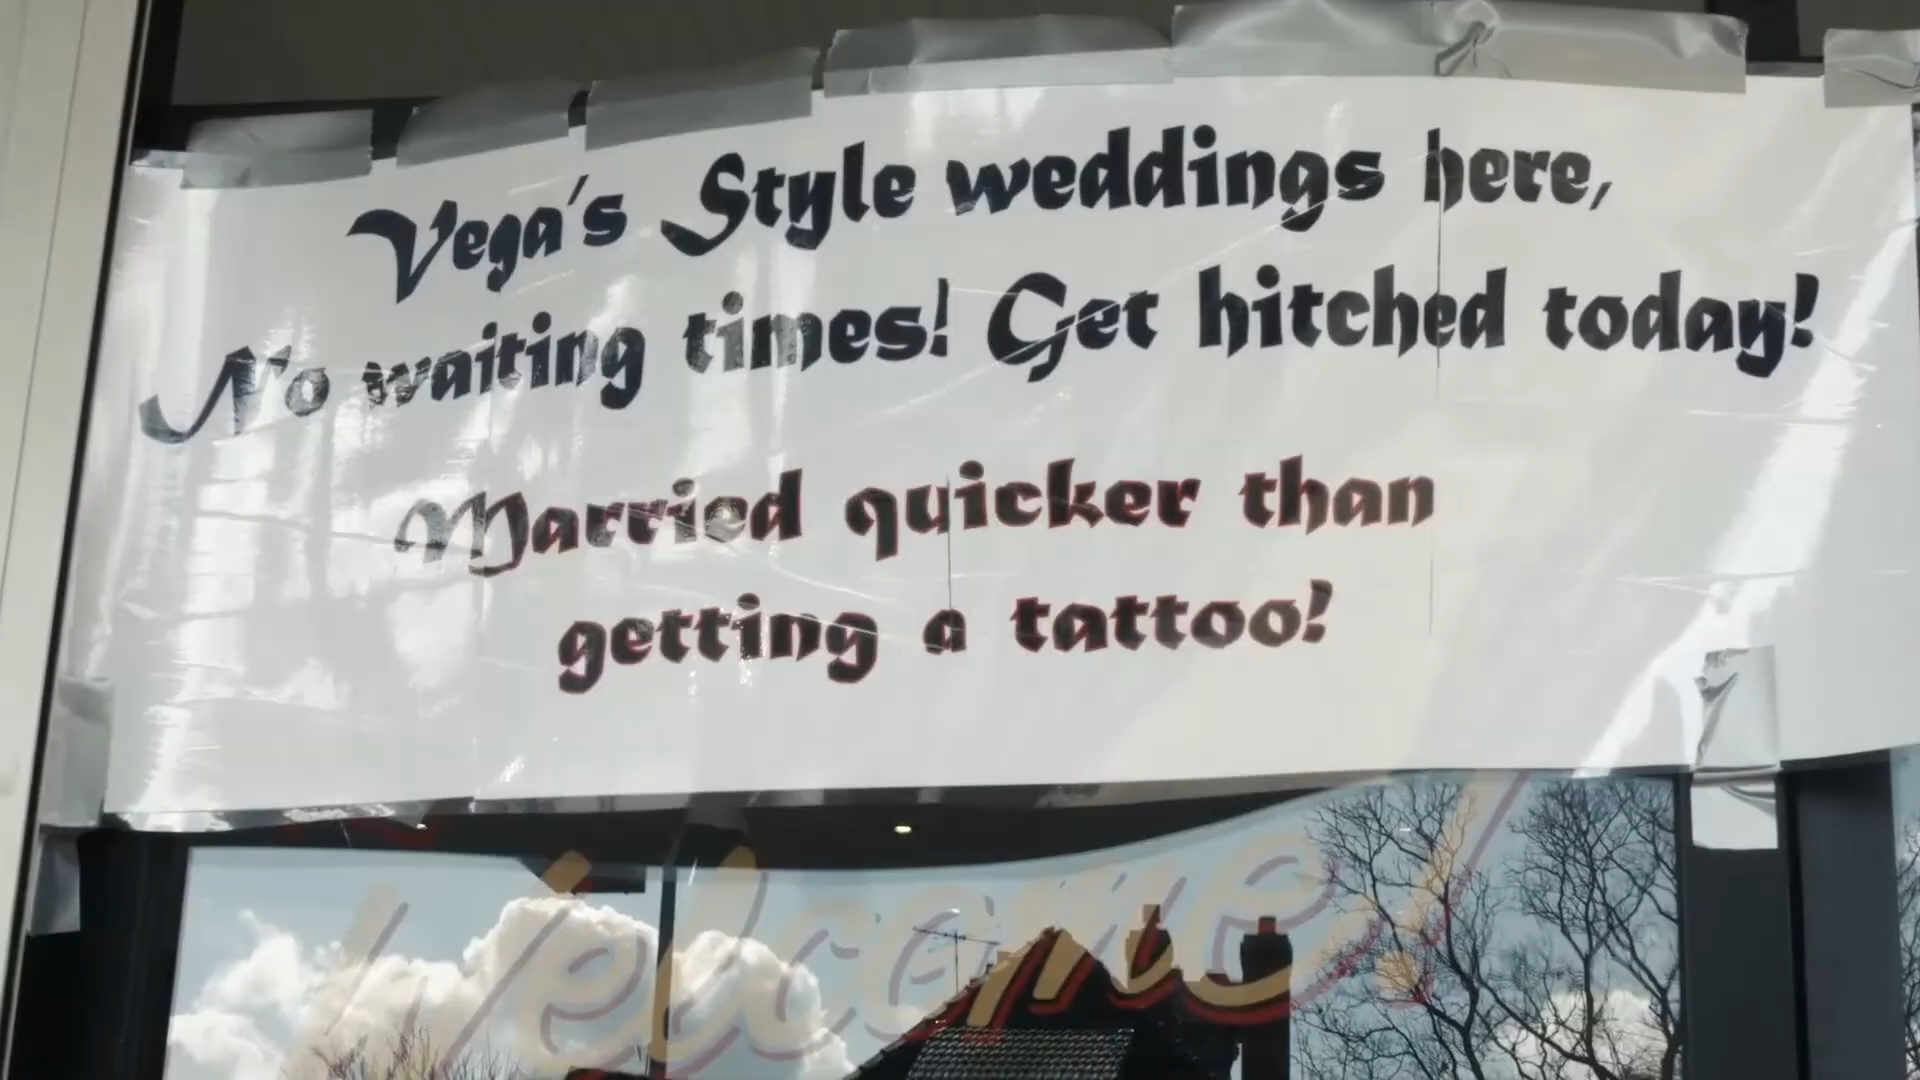 Vega's Style weddings here,
No waiting times! Get hitched today!
Married quicker than
getting a tattoo!
Welcome!